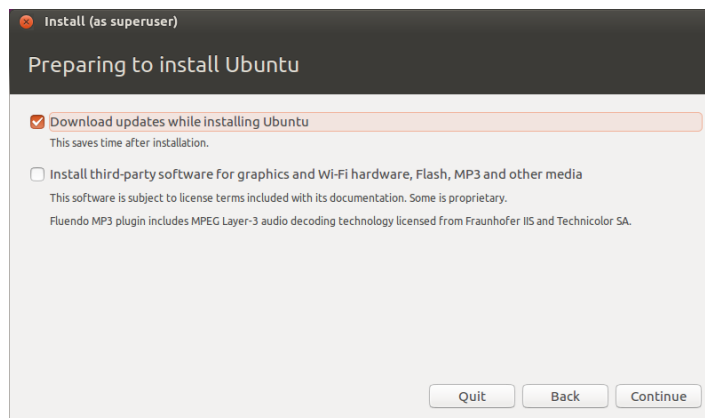 Install (as superuser)
Preparing to install Ubuntu
Download updates while installing Ubuntu
This saves time after installation.
Install third-party software for graphics and Wi-Fi hardware, Flash, MP3 and other media
This software is subject to license terms included with its documentation. Some is proprietary.
Fluendo MP3 plugin includes MPEG Layer-3 audio decoding technology licensed from Fraunhofer IIS and Technicolor SA.
Quit Back Continue